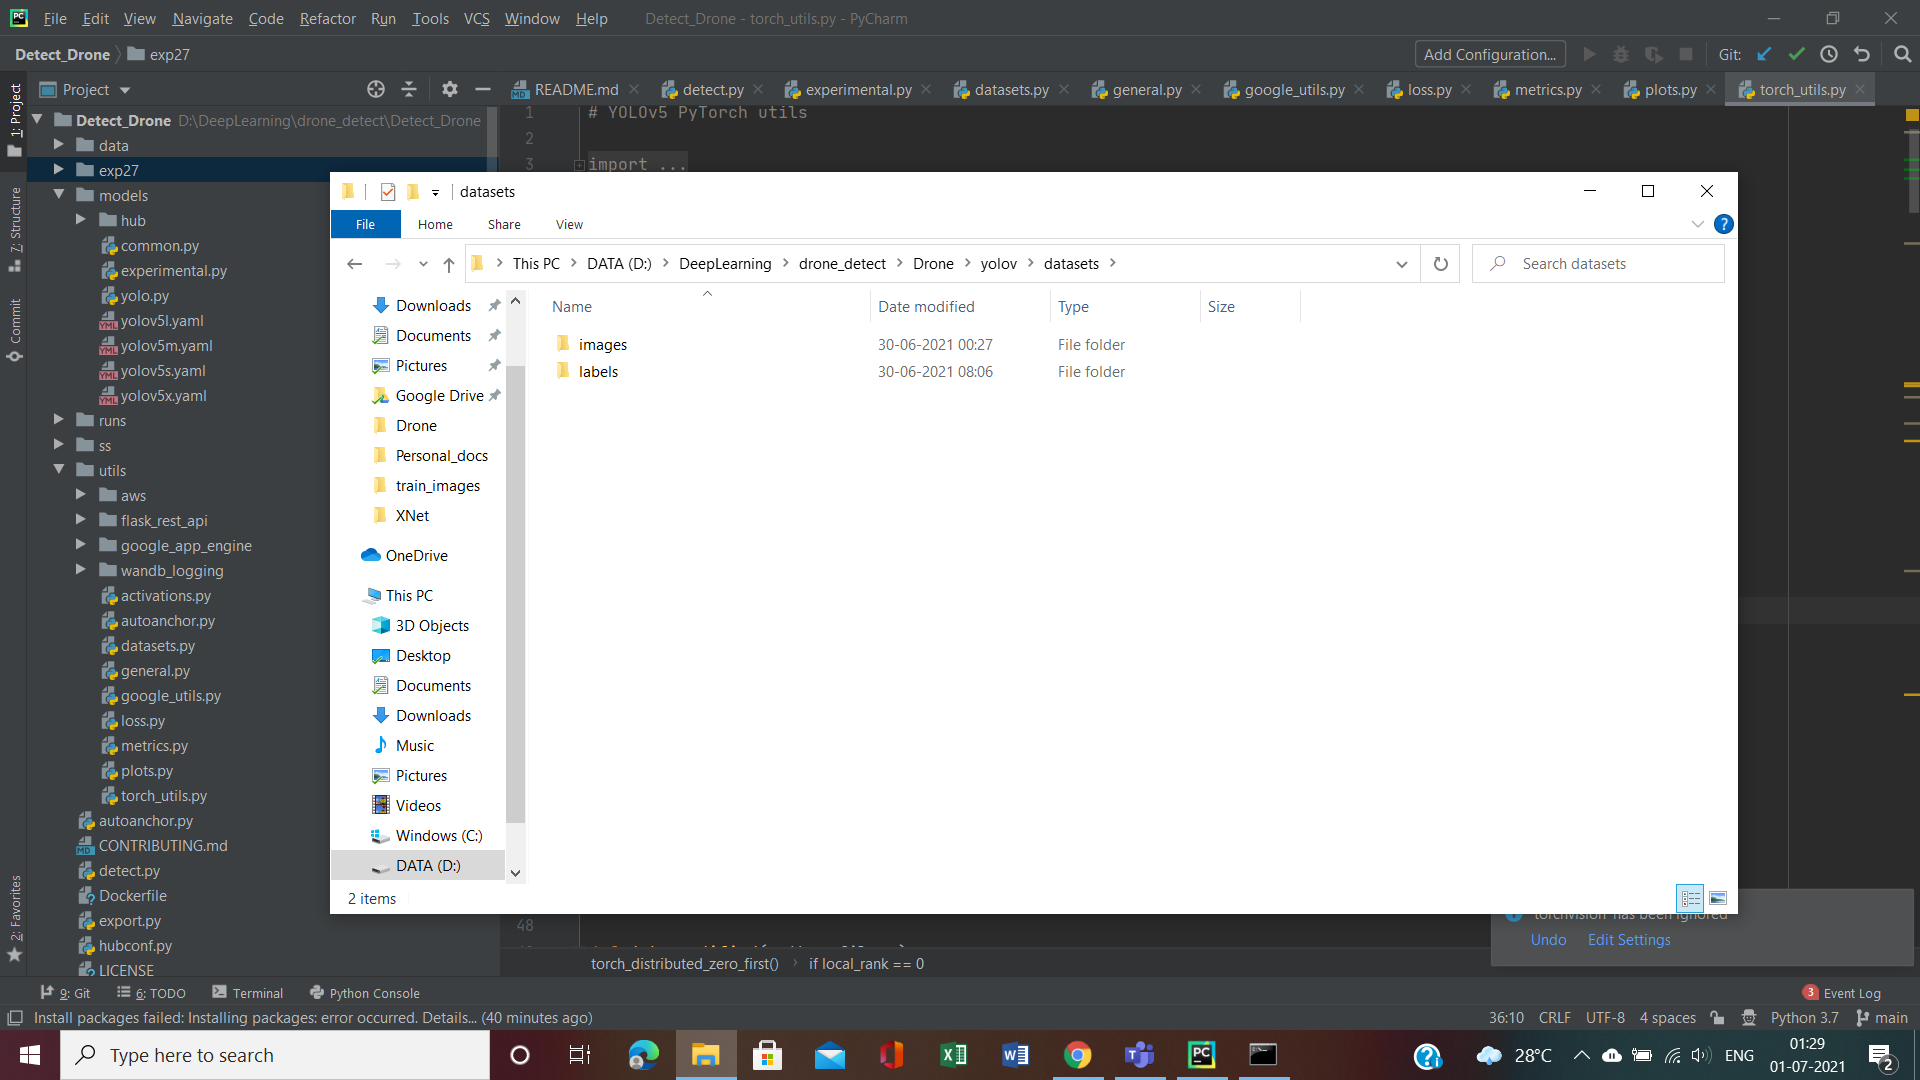 File Edit View Navigate Code Refactor Run Tools VCS Window Help Detect_Drone - torch_utils.py - PyCharm
Detect_Drone exp27 Add Configuration... Git:
1: Project
7: Structure
Commit
2: Favorites
Project
README.md detect.py experimental.py datasets.py general.py google_utils.py loss.py metrics.py plots.py torch_utils.py
Detect_Drone D:\DeepLearning\drone_detect\Detect_Drone
data
exp27
models
hub
common.py
experimental.py
yolo.py
yolov5l.yaml
yolov5m.yaml
yolov5s.yaml
yolov5x.yaml
runs
ss
utils
aws
flask_rest_api
google_app_engine
wandb_logging
activations.py
autoanchor.py
datasets.py
general.py
google_utils.py
loss.py
metrics.py
plots.py
torch_utils.py
autoanchor.py
CONTRIBUTING.md
detect.py
Dockerfile
export.py
hubconf.py
LICENSE
1 # YOLOv5 PyTorch utils
2
3 import ...
datasets
File Home Share View
This PC DATA (D:) DeepLearning drone_detect Drone yolov datasets
Search datasets
Downloads
Documents
Pictures
Google Drive
Drone
Personal_docs
train_images
XNet
OneDrive
This PC
3D Objects
Desktop
Documents
Downloads
Music
Pictures
Videos
Windows (C:)
DATA (D:)
Name Date modified Type Size
images 30-06-2021 00:27 File folder
labels 30-06-2021 08:06 File folder
2 items
48
torchvision' has been ignored
Undo Edit Settings
torch_distributed_zero_first() if local_rank == 0
9: Git 6: TODO Terminal Python Console 3 Event Log
Install packages failed: Installing packages: error occurred. Details... (40 minutes ago) 36:10 CRLF UTF-8 4 spaces Python 3.7 main
Type here to search 28°C ENG
01:29
01-07-2021
2